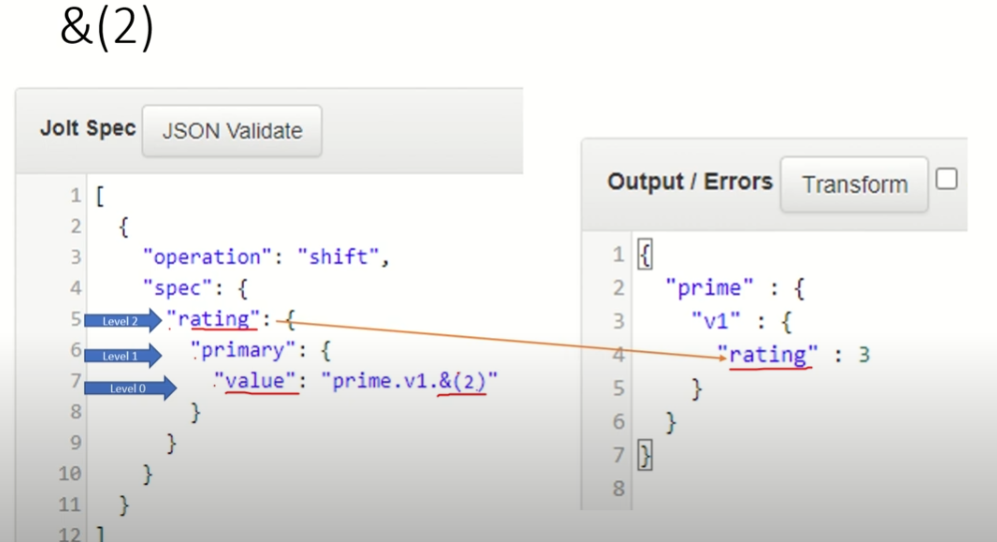 &(2)
Jolt Spec JSON Validate
1 [
2 {
3 "operation": "shift",
4 "spec": {
5 Level 2 "rating": {
6 Level 1 "primary": {
7 Level 0 "value": "prime.v1.&(2)"
8 }
9 }
10 }
11 }
12 ]
Output / Errors Transform
1 {
2 "prime" : {
3 "v1" : {
4 "rating" : 3
5 }
6 }
7 }
8